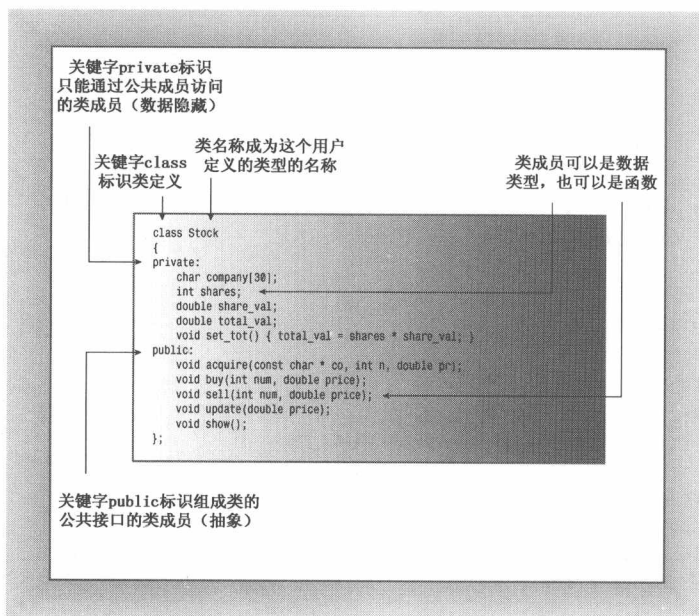 关键字private标识
只能通过公共成员访问
的类成员（数据隐藏）
关键字class
标识类定义
类名称成为这个用户
定义的类型的名称
类成员可以是数据
类型，也可以是函数
class Stock
{
private:
char company[30];
int shares;
double share_val;
double total_val;
void set_tot() { total_val = shares * share_val; }
public:
void acquire(const char * co, int n, double pr);
void buy(int num, double price);
void sell(int num, double price);
void update(double price);
void show();
};
关键字public标识组成类的
公共接口的类成员（抽象）